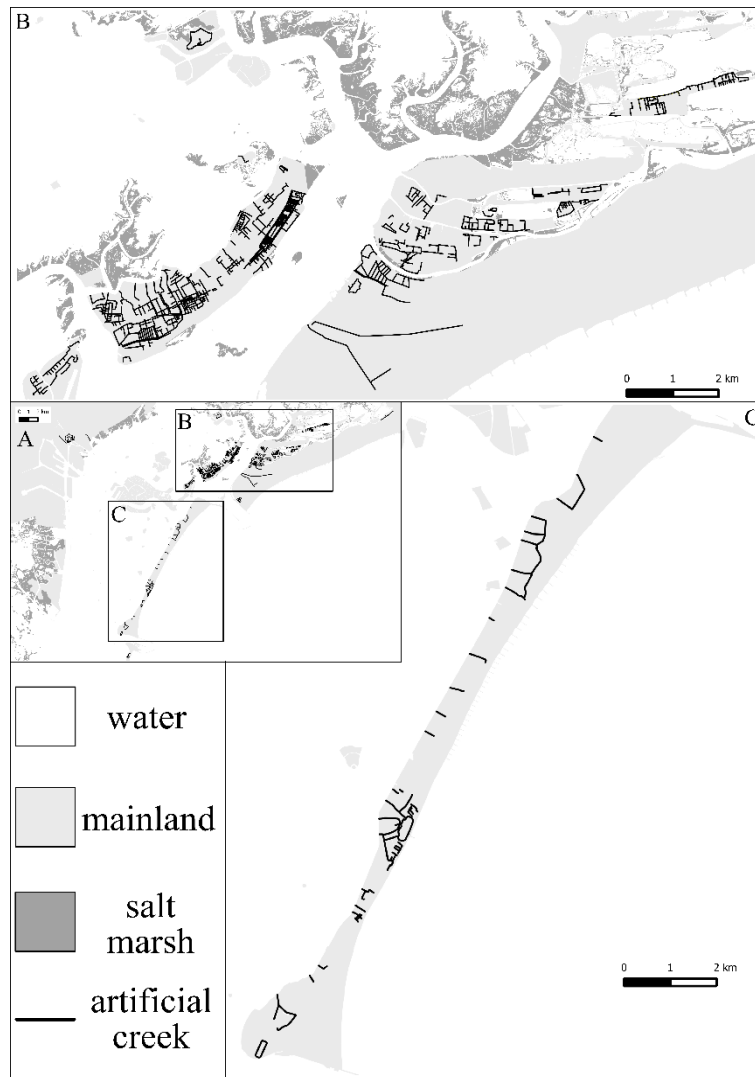 B
0 1 2 km
A
B
C
C
water
mainland
salt
marsh
artificial
creek
0 1 2 km